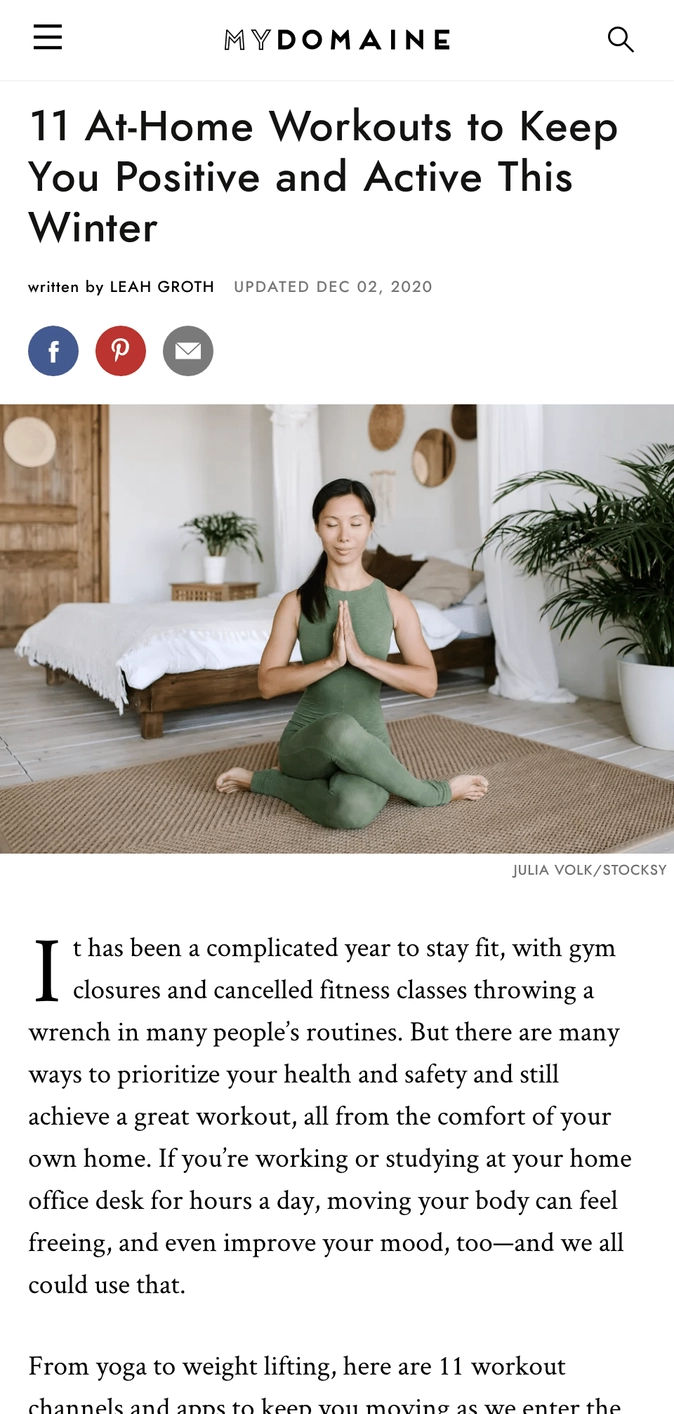 MYDOMAINE
11 At-Home Workouts to Keep
You Positive and Active This
Winter
written by LEAH GROTH UPDATED DEC 02, 2020
f
JULIA VOLK/STOCKSY
It has been a complicated year to stay fit, with gym
closures and cancelled fitness classes throwing a
wrench in many people’s routines. But there are many
ways to prioritize your health and safety and still
achieve a great workout, all from the comfort of your
own home. If you’re working or studying at your home
office desk for hours a day, moving your body can feel
freeing, and even improve your mood, too—and we all
could use that.
From yoga to weight lifting, here are 11 workout
channels and apps to keep you moving as we enter the